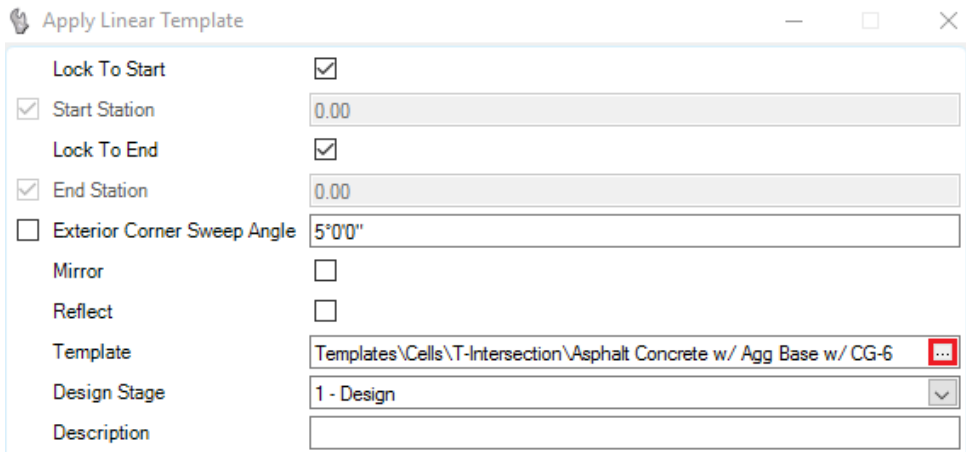 Apply Linear Template
Lock To Start
Start Station 0.00
Lock To End
End Station 0.00
Exterior Corner Sweep Angle 5°0'0"
Mirror
Reflect
Template Templates\Cells\T-Intersection\Asphalt Concrete w/ Agg Base w/ CG-6 ...
Design Stage 1 - Design
Description